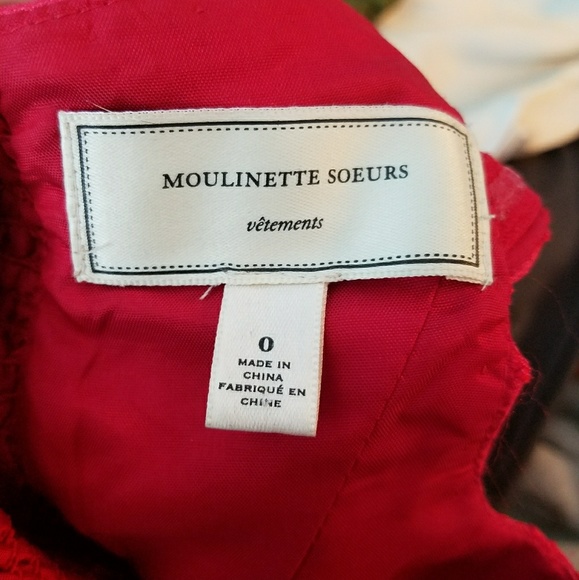 MOULINETTE SOEURS
vêtements
0
MADE IN
CHINA
FABRIQUÉ EN
CHINE